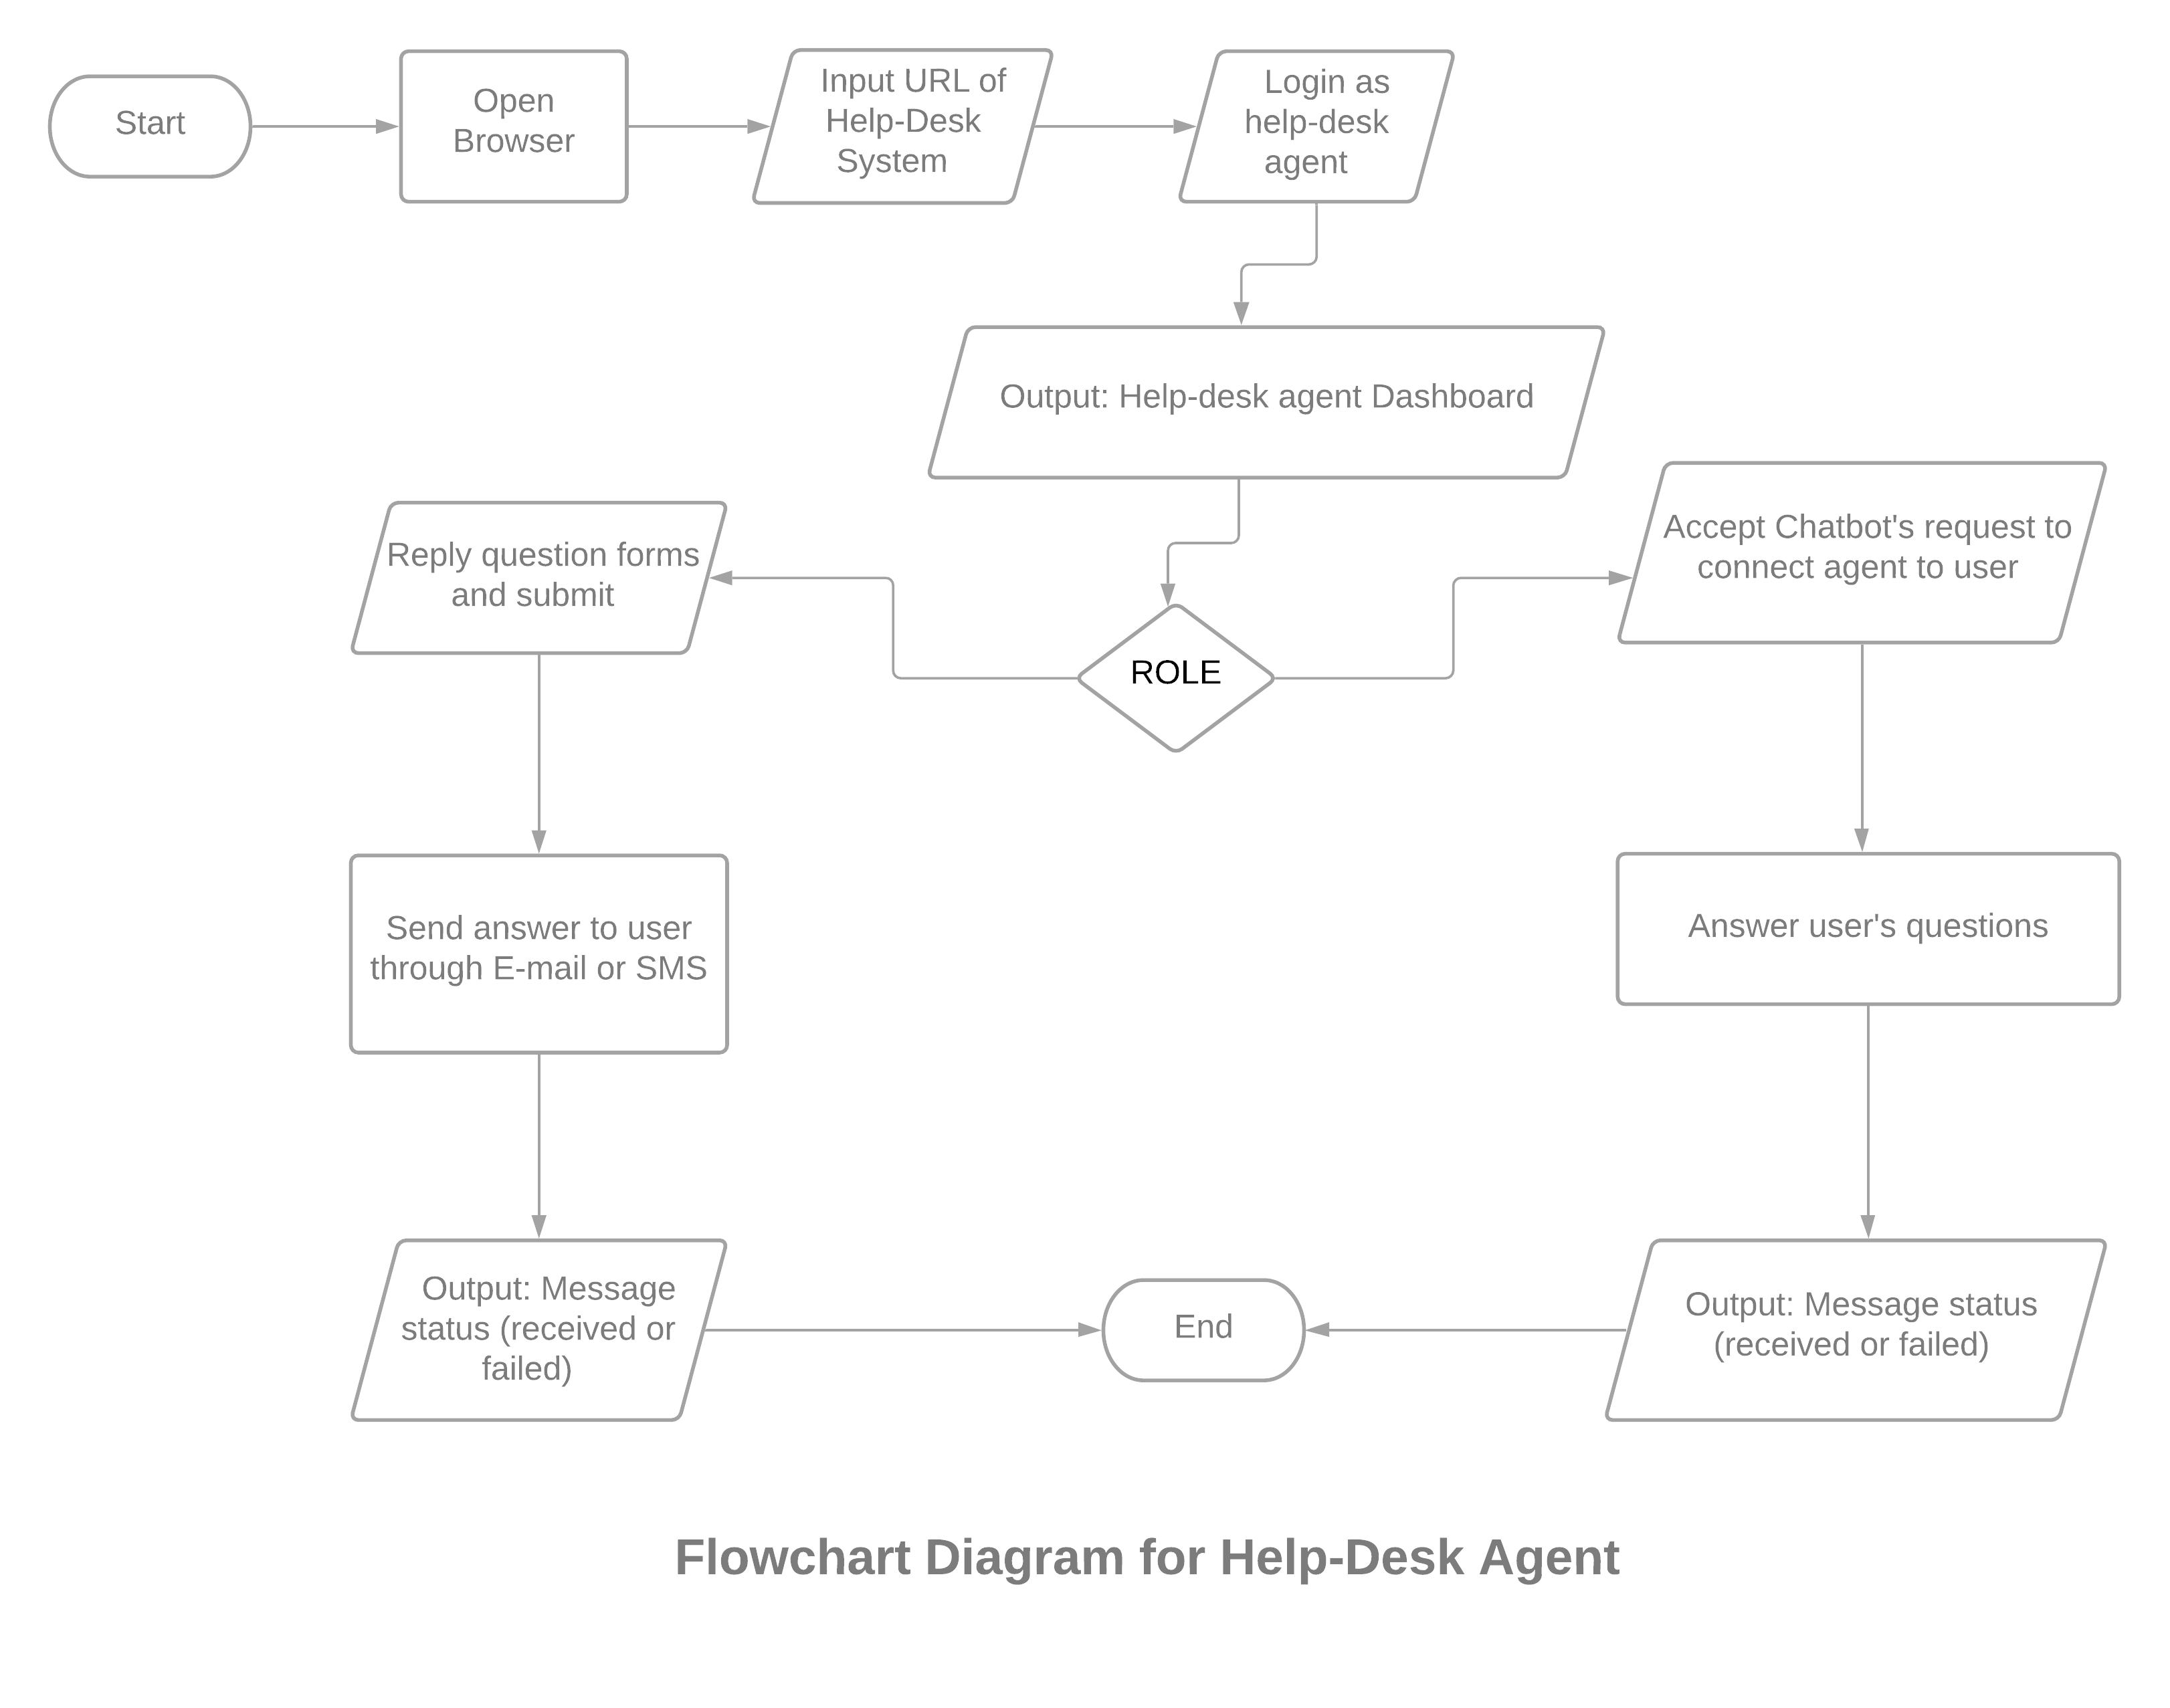 Start
Open
Browser
Input URL of
Help-Desk
System
Login as
help-desk
agent
Output: Help-desk agent Dashboard
Reply question forms
and submit
Accept Chatbot's request to
connect agent to user
ROLE
Send answer to user
through E-mail or SMS
Answer user's questions
Output: Message
status (received or
failed)
End
Output: Message status
(received or failed)
Flowchart Diagram for Help-Desk Agent